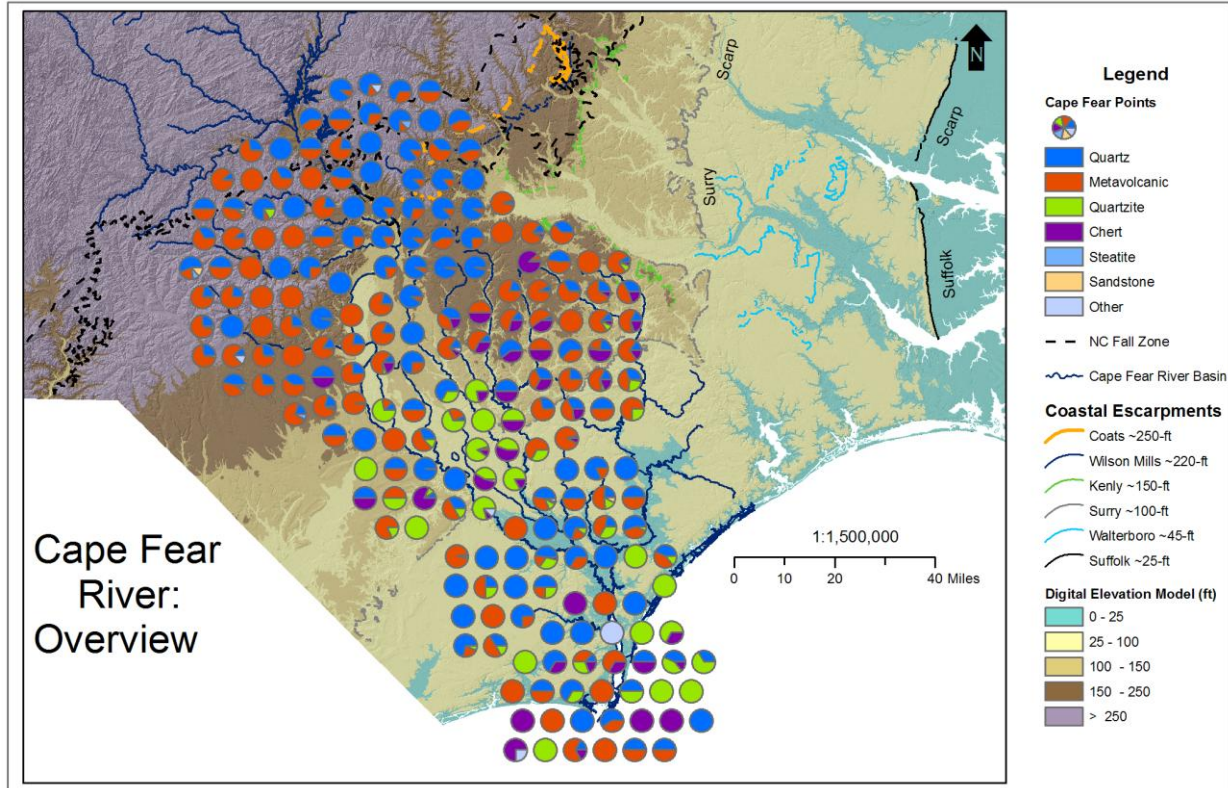 Scarp
Surry
Scarp
Suffolk
N
Cape Fear
River:
Overview
1:1,500,000
0 10 20 40 Miles
Legend
Cape Fear Points
Quartz
Metavolcanic
Quartzite
Chert
Steatite
Sandstone
Other
NC Fall Zone
Cape Fear River Basin
Coastal Escarpments
Coats ~250-ft
Wilson Mills ~220-ft
Kenly ~150-ft
Surry ~100-ft
Walterboro ~45-ft
Suffolk ~25-ft
Digital Elevation Model (ft)
0 - 25
25 - 100
100 - 150
150 - 250
> 250